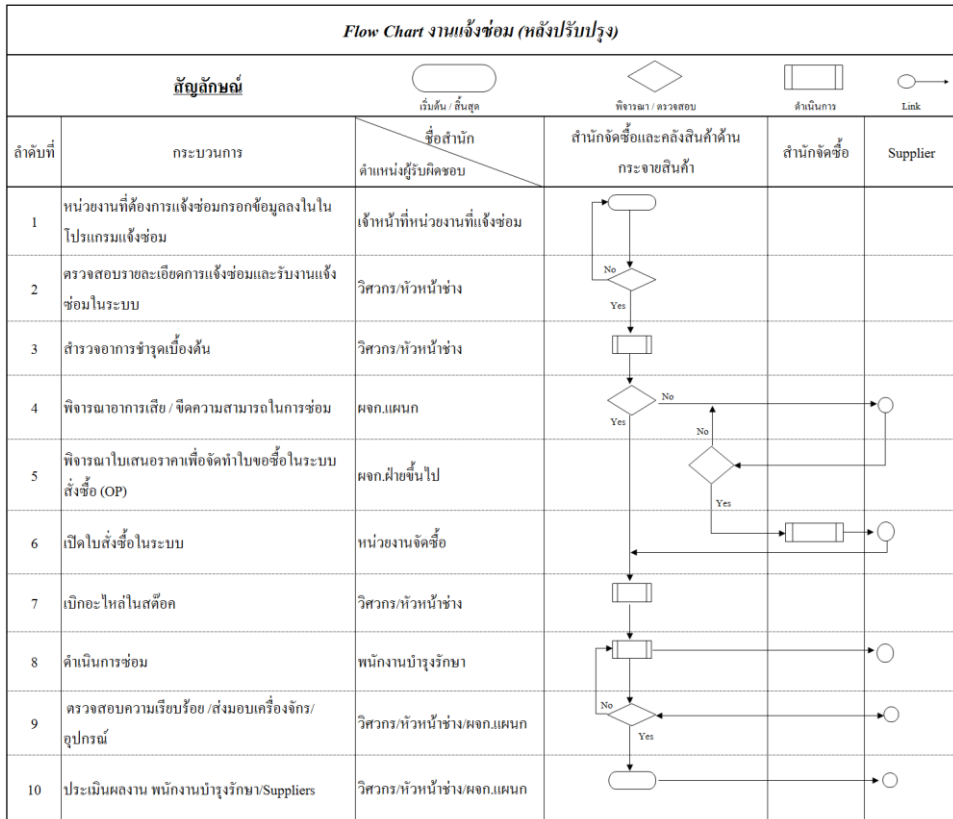 Flow Chart งานแจ้งซ่อม (หลังปรับปรุง)
สัญลักษณ์
เริ่มต้น / สิ้นสุด
พิจารณา / ตรวจสอบ
ดำเนินการ
Link
ลำดับที่
กระบวนการ
ชื่อสำนัก
ตำแหน่งผู้รับผิดชอบ
สำนักจัดซื้อและคลังสินค้าด้าน
กระจายสินค้า
สำนักจัดซื้อ
Supplier
1
หน่วยงานที่ต้องการแจ้งซ่อมกรอกข้อมูลลงในใน
โปรแกรมแจ้งซ่อม
เจ้าหน้าที่หน่วยงานที่แจ้งซ่อม
2
ตรวจสอบรายละเอียดการแจ้งซ่อมและรับงานแจ้ง
ซ่อมในระบบ
วิศวกร/หัวหน้าช่าง
No
Yes
3
สำรวจอาการชำรุดเบื้องต้น
วิศวกร/หัวหน้าช่าง
4
พิจารณาอาการเสีย / ขีดความสามารถในการซ่อม
ผจก.แผนก
No
Yes
No
5
พิจารณาใบเสนอราคาเพื่อจัดทำใบขอซื้อในระบบ
สั่งซื้อ (OP)
ผจก.ฝ่ายขึ้นไป
Yes
6
เปิดใบสั่งซื้อในระบบ
หน่วยงานจัดซื้อ
7
เบิกอะไหล่ในสต๊อค
วิศวกร/หัวหน้าช่าง
8
ดำเนินการซ่อม
พนักงานบำรุงรักษา
9
ตรวจสอบความเรียบร้อย /ส่งมอบเครื่องจักร/
อุปกรณ์
วิศวกร/หัวหน้าช่าง/ผจก.แผนก
No
Yes
10
ประเมินผลงาน พนักงานบำรุงรักษา/Suppliers
วิศวกร/หัวหน้าช่าง/ผจก.แผนก